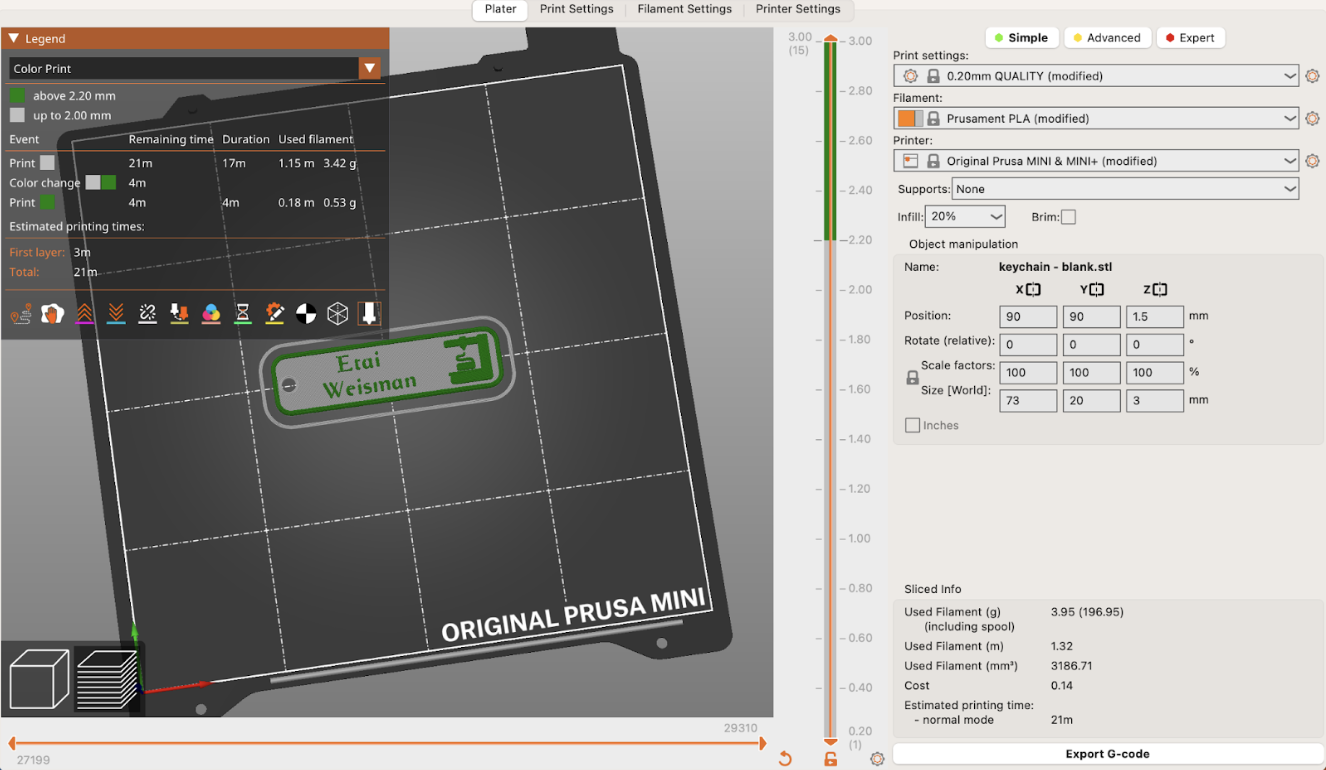 Plater Print Settings Filament Settings Printer Settings
Legend
Color Print
above 2.20 mm
up to 2.00 mm
Event Remaining time Duration Used filament
Print 21m 17m 1.15 m 3.42 g
Color change 4m
Print 4m 4m 0.18 m 0.53 g
Estimated printing times:
First layer: 3m
Total: 21m
Etai
Weisman
ORIGINAL PRUSA MINI
29310
27199
3.00
(15)
3.00
2.80
2.60
2.40
2.20
2.00
1.80
1.60
1.40
1.20
1.00
0.80
0.60
0.40
0.20
(1)
Simple Advanced Expert
Print settings:
0.20mm QUALITY (modified)
Filament:
Prusament PLA (modified)
Printer:
Original Prusa MINI & MINI+ (modified)
Supports: None
Infill: 20% Brim:
Object manipulation
Name: keychain - blank.stl
X Y Z
Position: 90 90 1.5 mm
Rotate (relative): 0 0 0 °
Scale factors: 100 100 100 %
Size [World]: 73 20 3 mm
Inches
Sliced Info
Used Filament (g) 3.95 (196.95)
(including spool)
Used Filament (m) 1.32
Used Filament (mm³) 3186.71
Cost 0.14
Estimated printing time:
- normal mode 21m
Export G-code